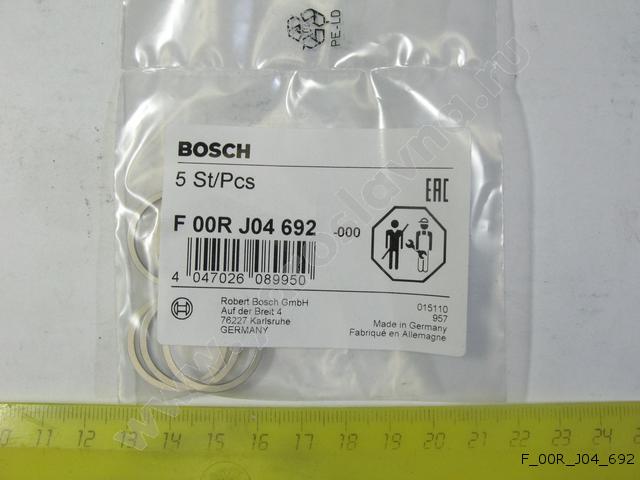 PE-LD
BOSCH
5 St/Pcs
EAC
F 00R J04 692 -000
4 047026 089950
Robert Bosch GmbH
Auf der Breit 4
76227 Karlsruhe
GERMANY
015110
957
Made in Germany
Fabriqué en Allemagne
11 12 13 14 15 16 17 18 19 20 21 22 23 24
F_00R_J04_692